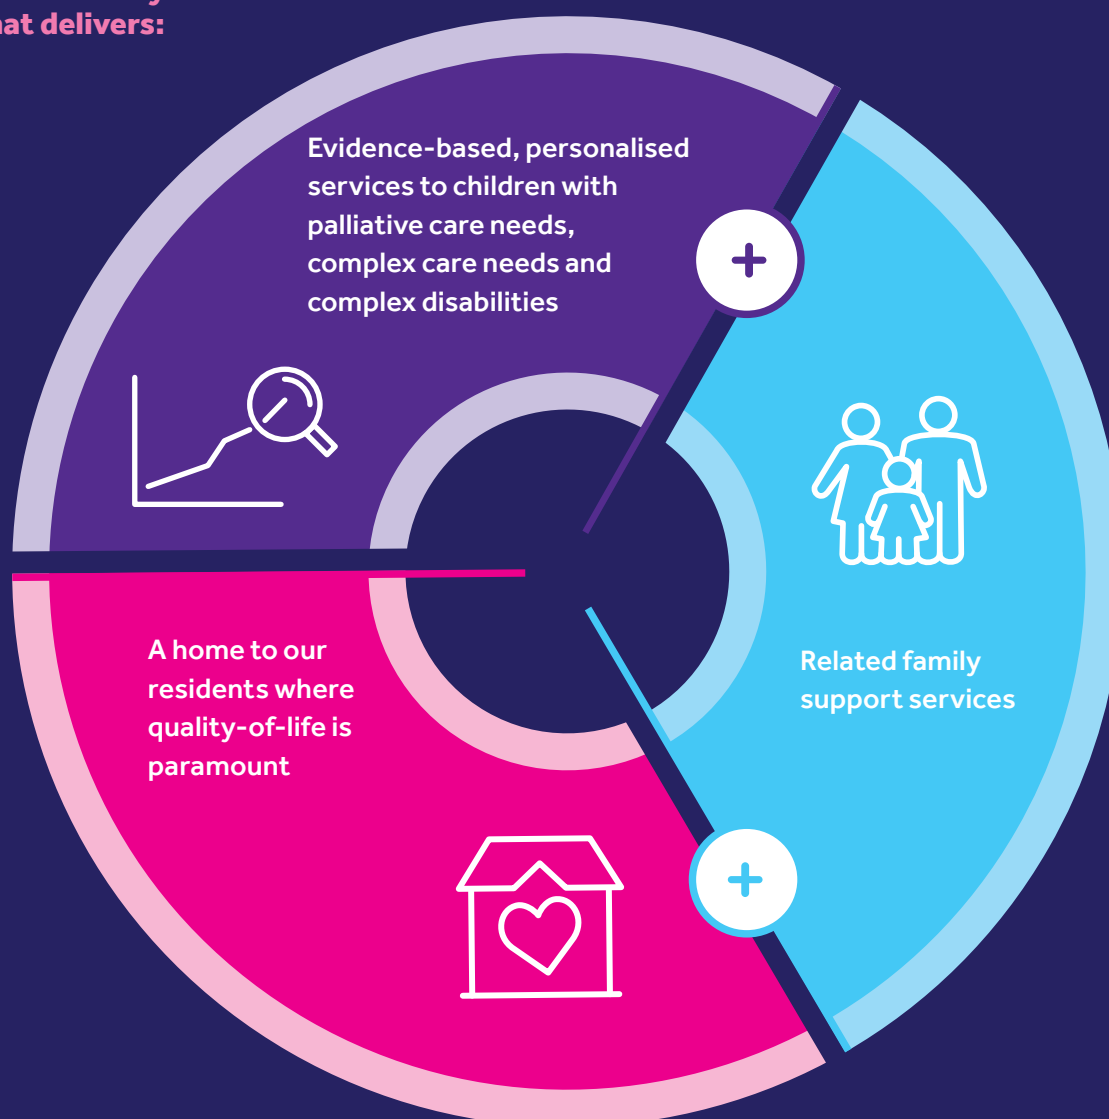 that delivers:
Evidence-based, personalised
services to children with
palliative care needs,
complex care needs and
complex disabilities
A home to our
residents where
quality-of-life is
paramount
Related family
support services
+
+